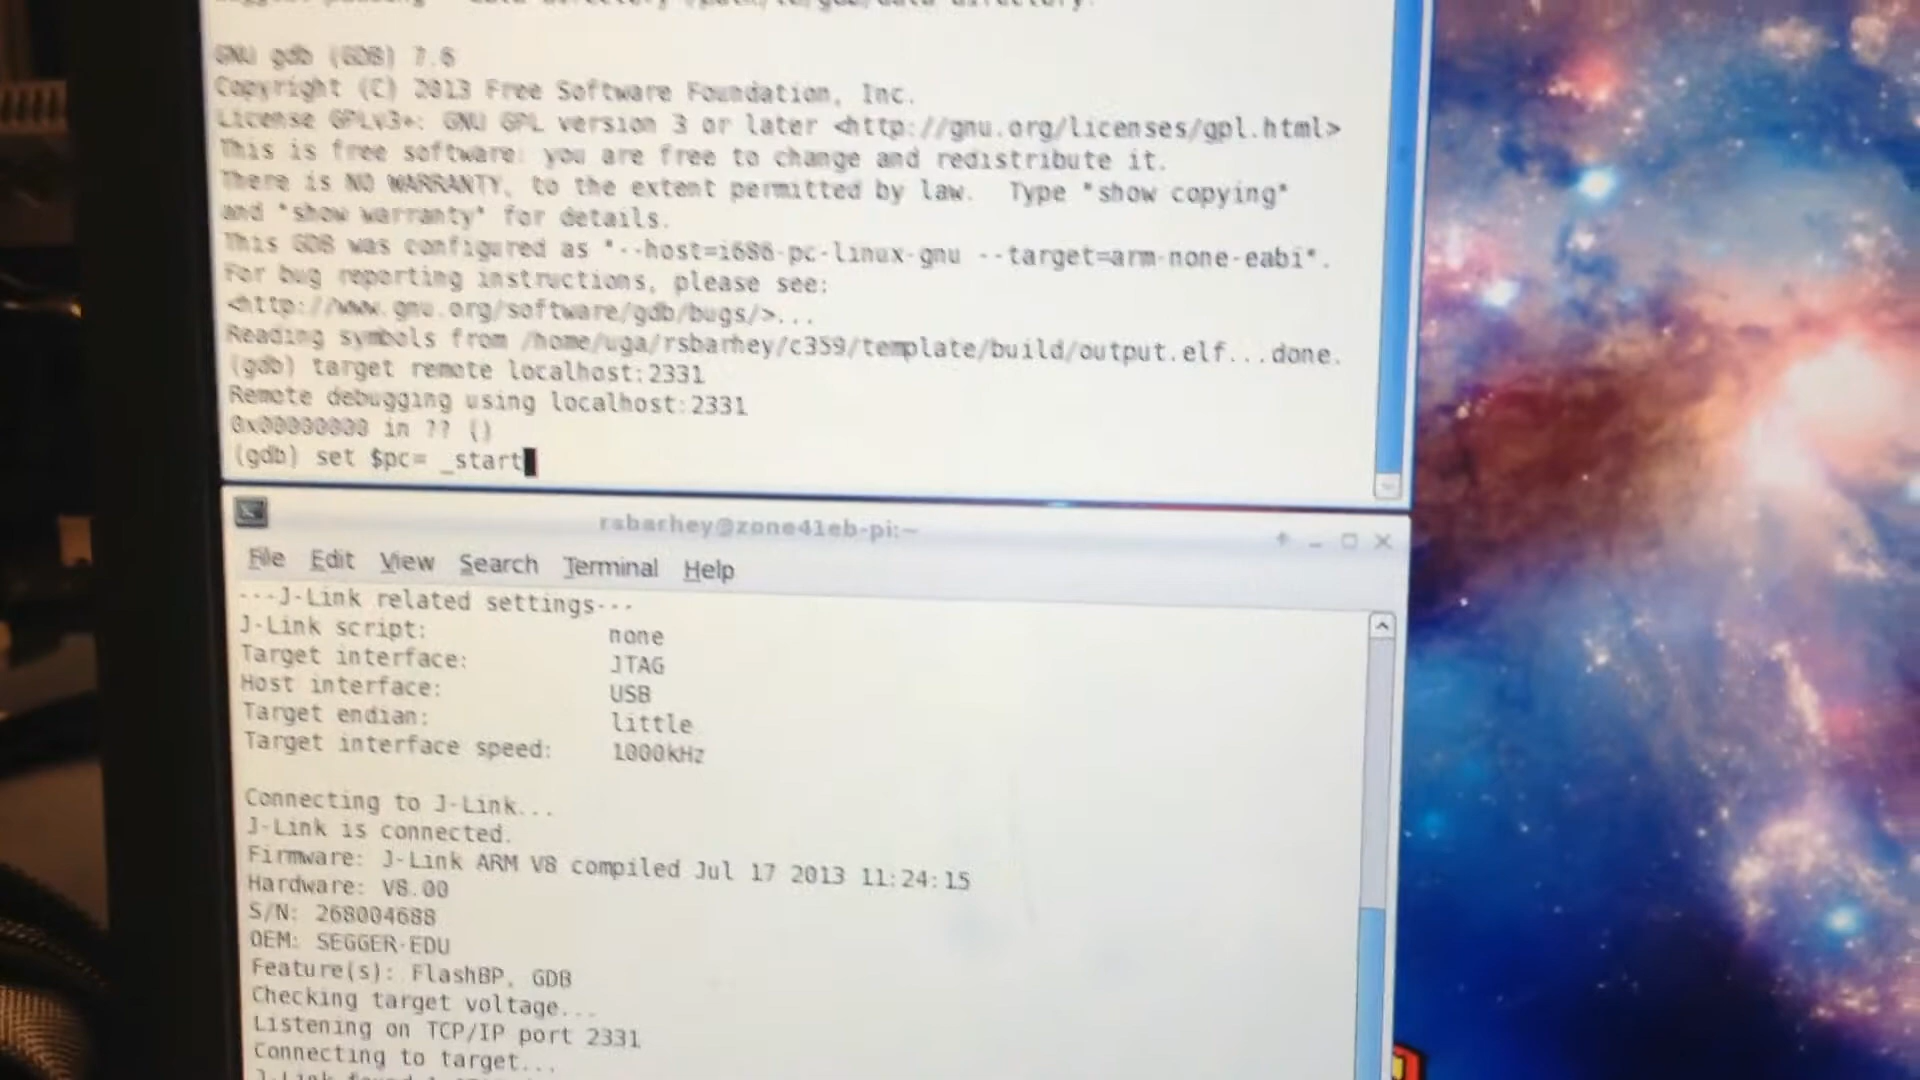 GNU gdb (GDB) 7.6
Copyright (C) 2013 Free Software Foundation, Inc.
License GPLv3+: GNU GPL version 3 or later <http://gnu.org/licenses/gpl.html>
This is free software: you are free to change and redistribute it.
There is NO WARRANTY, to the extent permitted by law.  Type "show copying"
and "show warranty" for details.
This GDB was configured as "--host=i686-pc-linux-gnu --target=arm-none-eabi".
For bug reporting instructions, please see:
<http://www.gnu.org/software/gdb/bugs/>...
Reading symbols from /home/uga/rsbarhey/c359/template/build/output.elf...done.
(gdb) target remote localhost:2331
Remote debugging using localhost:2331
0x00000000 in ?? ()
(gdb) set $pc= _start
rsbarhey@zone41eb-pi:~
File Edit View Search Terminal Help
---J-Link related settings---
J-Link script: none
Target interface: JTAG
Host interface: USB
Target endian: little
Target interface speed: 1000kHz
Connecting to J-Link...
J-Link is connected.
Firmware: J-Link ARM V8 compiled Jul 17 2013 11:24:15
Hardware: V8.00
S/N: 268004688
OEM: SEGGER-EDU
Feature(s): FlashBP, GDB
Checking target voltage...
Listening on TCP/IP port 2331
Connecting to target...